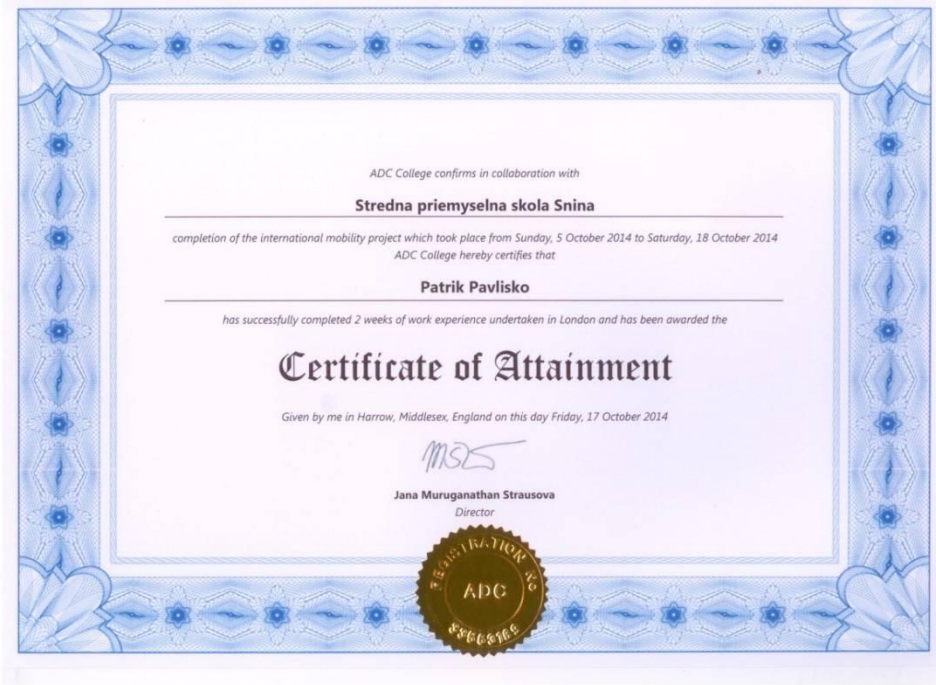 ADC College confirms in collaboration with
Stredna priemyselna skola Snina
completion of the international mobility project which took place from Sunday, 5 October 2014 to Saturday, 18 October 2014
ADC College hereby certifies that
Patrik Pavlisko
has successfully completed 2 weeks of work experience undertaken in London and has been awarded the
Certificate of Attainment
Given by me in Harrow, Middlesex, England on this day Friday, 17 October 2014
Jana Muruganathan Strausova
Director
REGISTRATION No
ADC